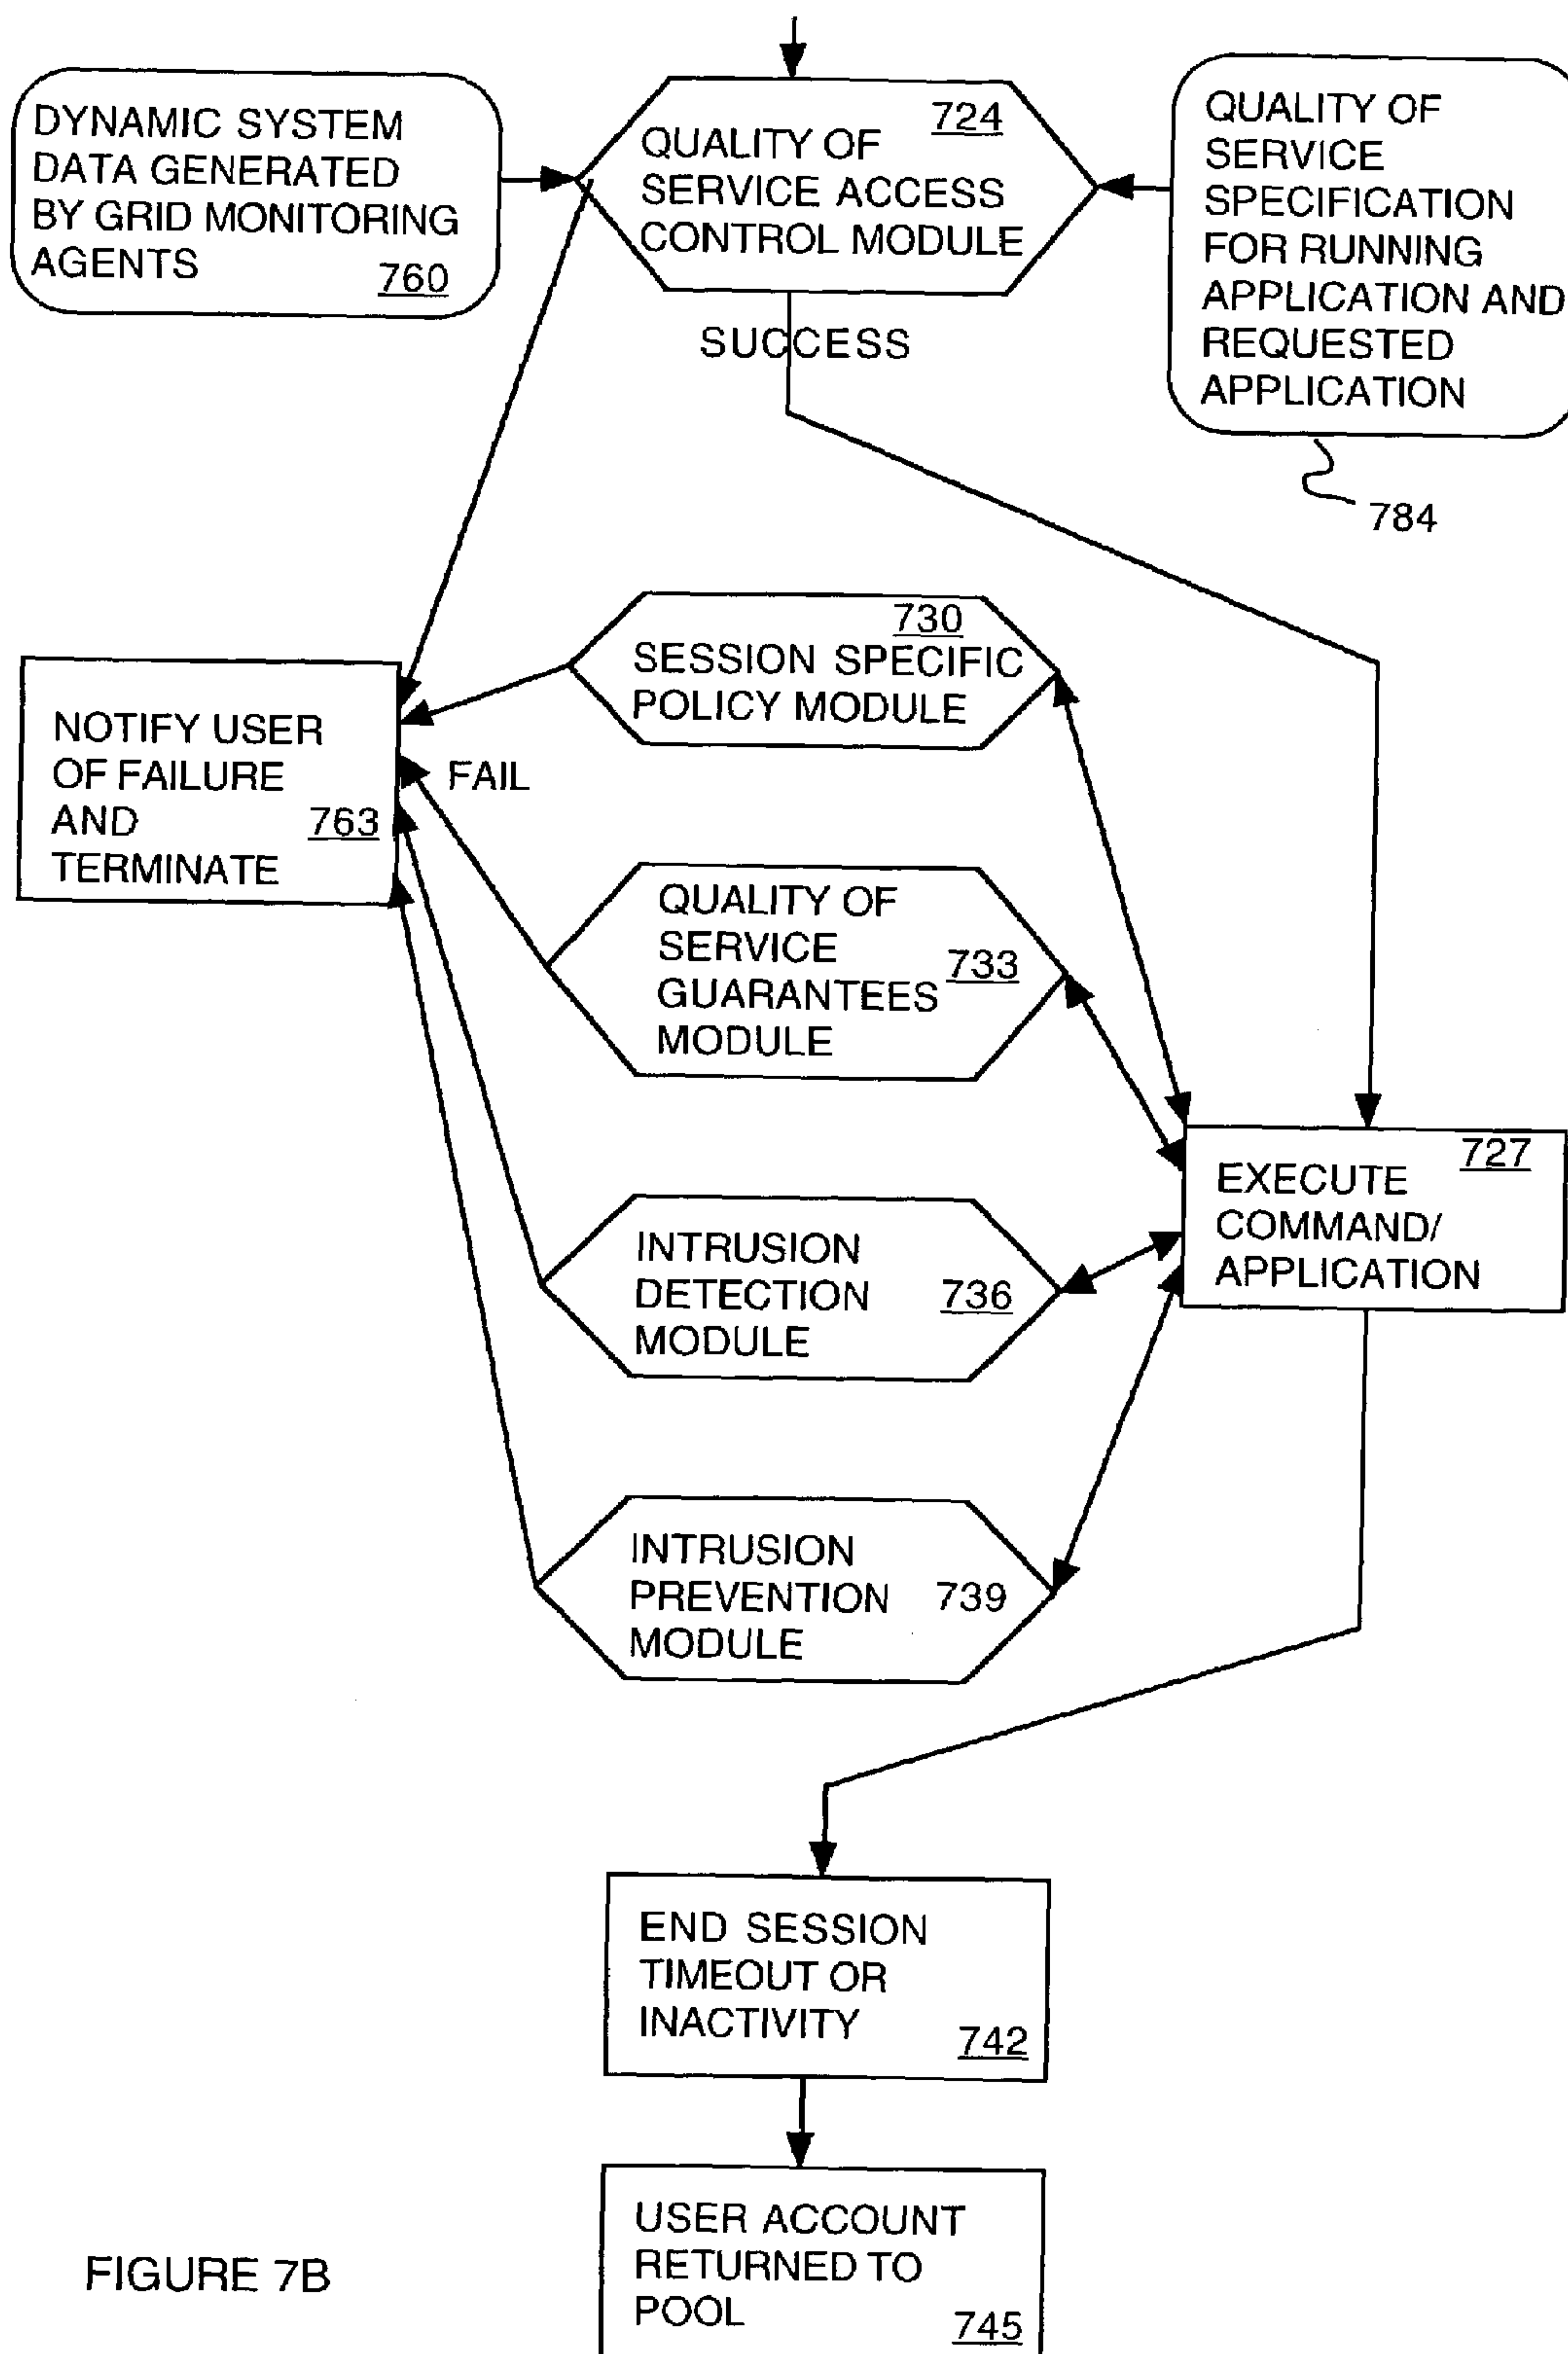 DYNAMIC SYSTEM
DATA GENERATED
BY GRID MONITORING
AGENTS
760
724
QUALITY OF
SERVICE ACCESS
CONTROL MODULE
QUALITY OF
SERVICE
SPECIFICATION
FOR RUNNING
APPLICATION AND
REQUESTED
APPLICATION
784
SUCCESS
730
SESSION SPECIFIC
POLICY MODULE
NOTIFY USER
OF FAILURE
AND
TERMINATE
763
FAIL
QUALITY OF
SERVICE
GUARANTEES
MODULE
733
727
EXECUTE
COMMAND/
APPLICATION
INTRUSION
DETECTION
MODULE
736
INTRUSION
PREVENTION
MODULE
739
END SESSION
TIMEOUT OR
INACTIVITY
742
USER ACCOUNT
RETURNED TO
POOL
745
FIGURE 7B